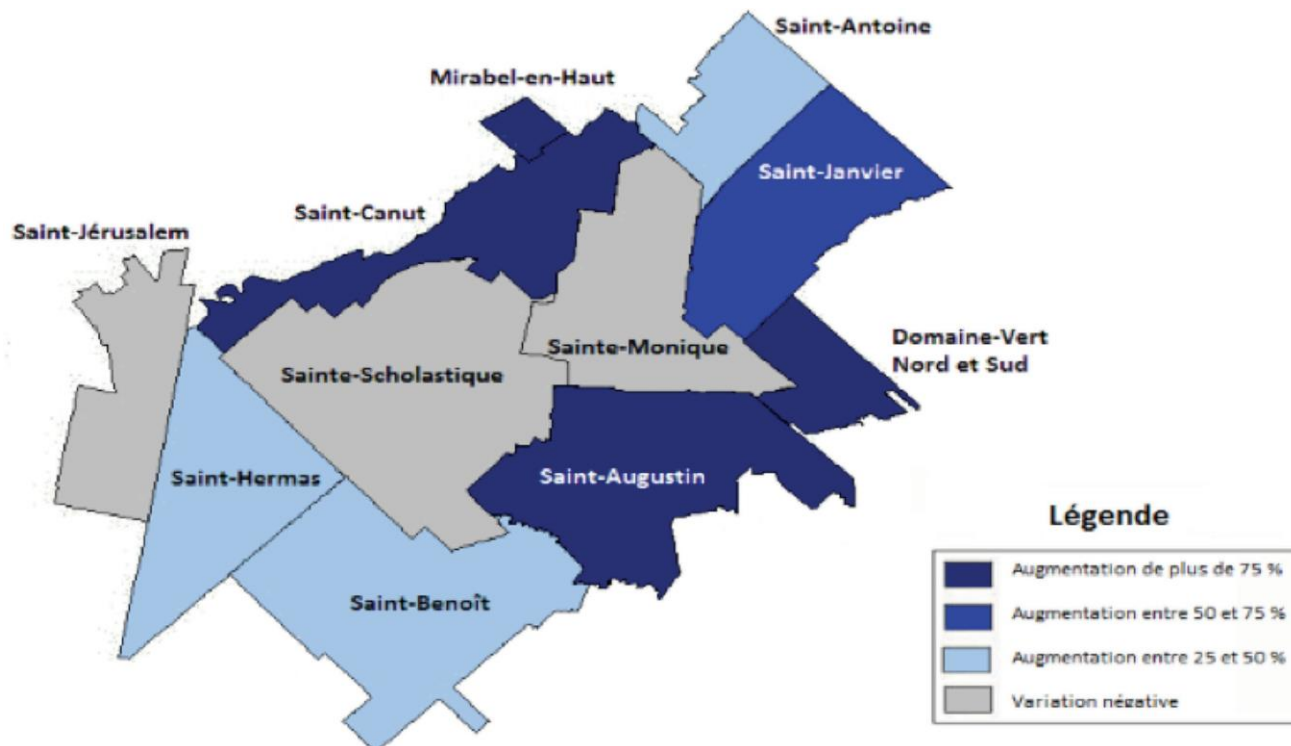 Saint-Antoine
Mirabel-en-Haut
Saint-Janvier
Saint-Canut
Saint-Jérusalem
Domaine-Vert
Nord et Sud
Sainte-Monique
Sainte-Scholastique
Saint-Hermas
Saint-Augustin
Saint-Benoît
Légende
Augmentation de plus de 75 %
Augmentation entre 50 et 75 %
Augmentation entre 25 et 50 %
Variation négative